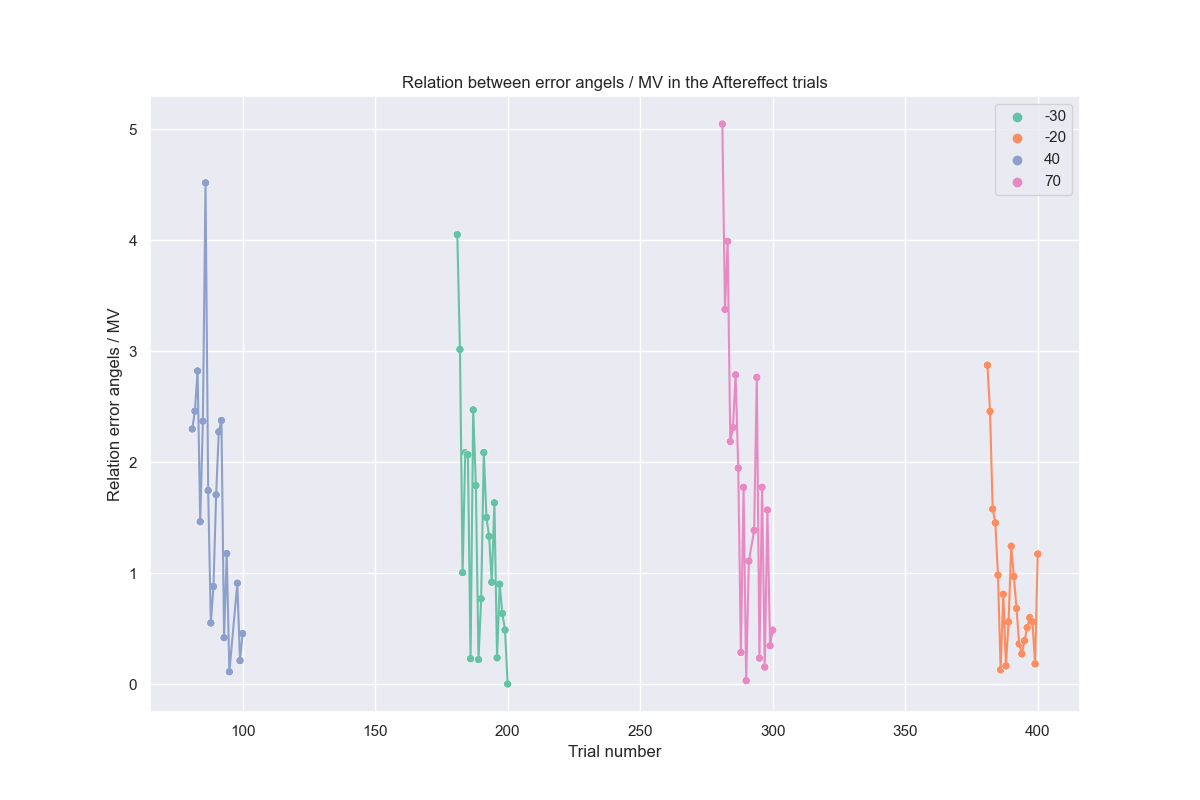 Relation between error angels / MV in the Aftereffect trials
-30
-20
40
70
5
4
3
2
1
0
Relation error angels / MV
100 150 200 250 300 350 400
Trial number